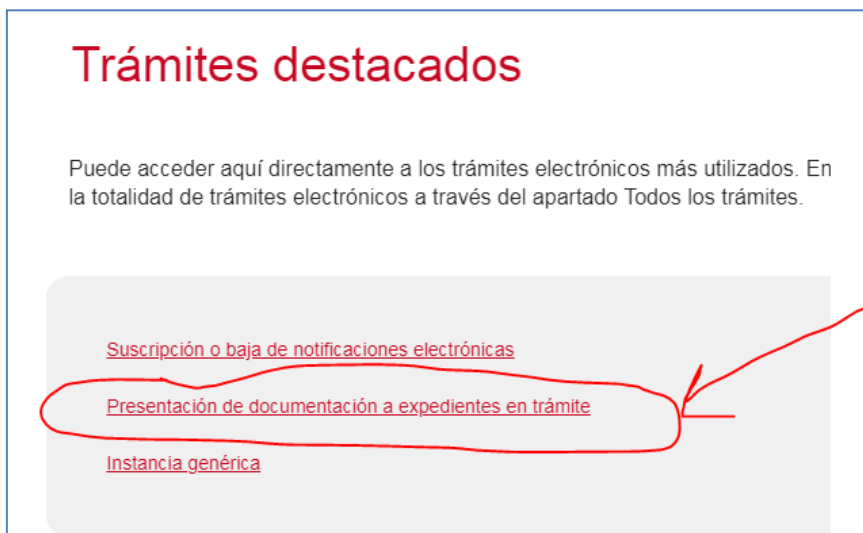 Trámites destacados
Puede acceder aquí directamente a los trámites electrónicos más utilizados. En
la totalidad de trámites electrónicos a través del apartado Todos los trámites.
Suscripción o baja de notificaciones electrónicas
Presentación de documentación a expedientes en trámite
Instancia genérica